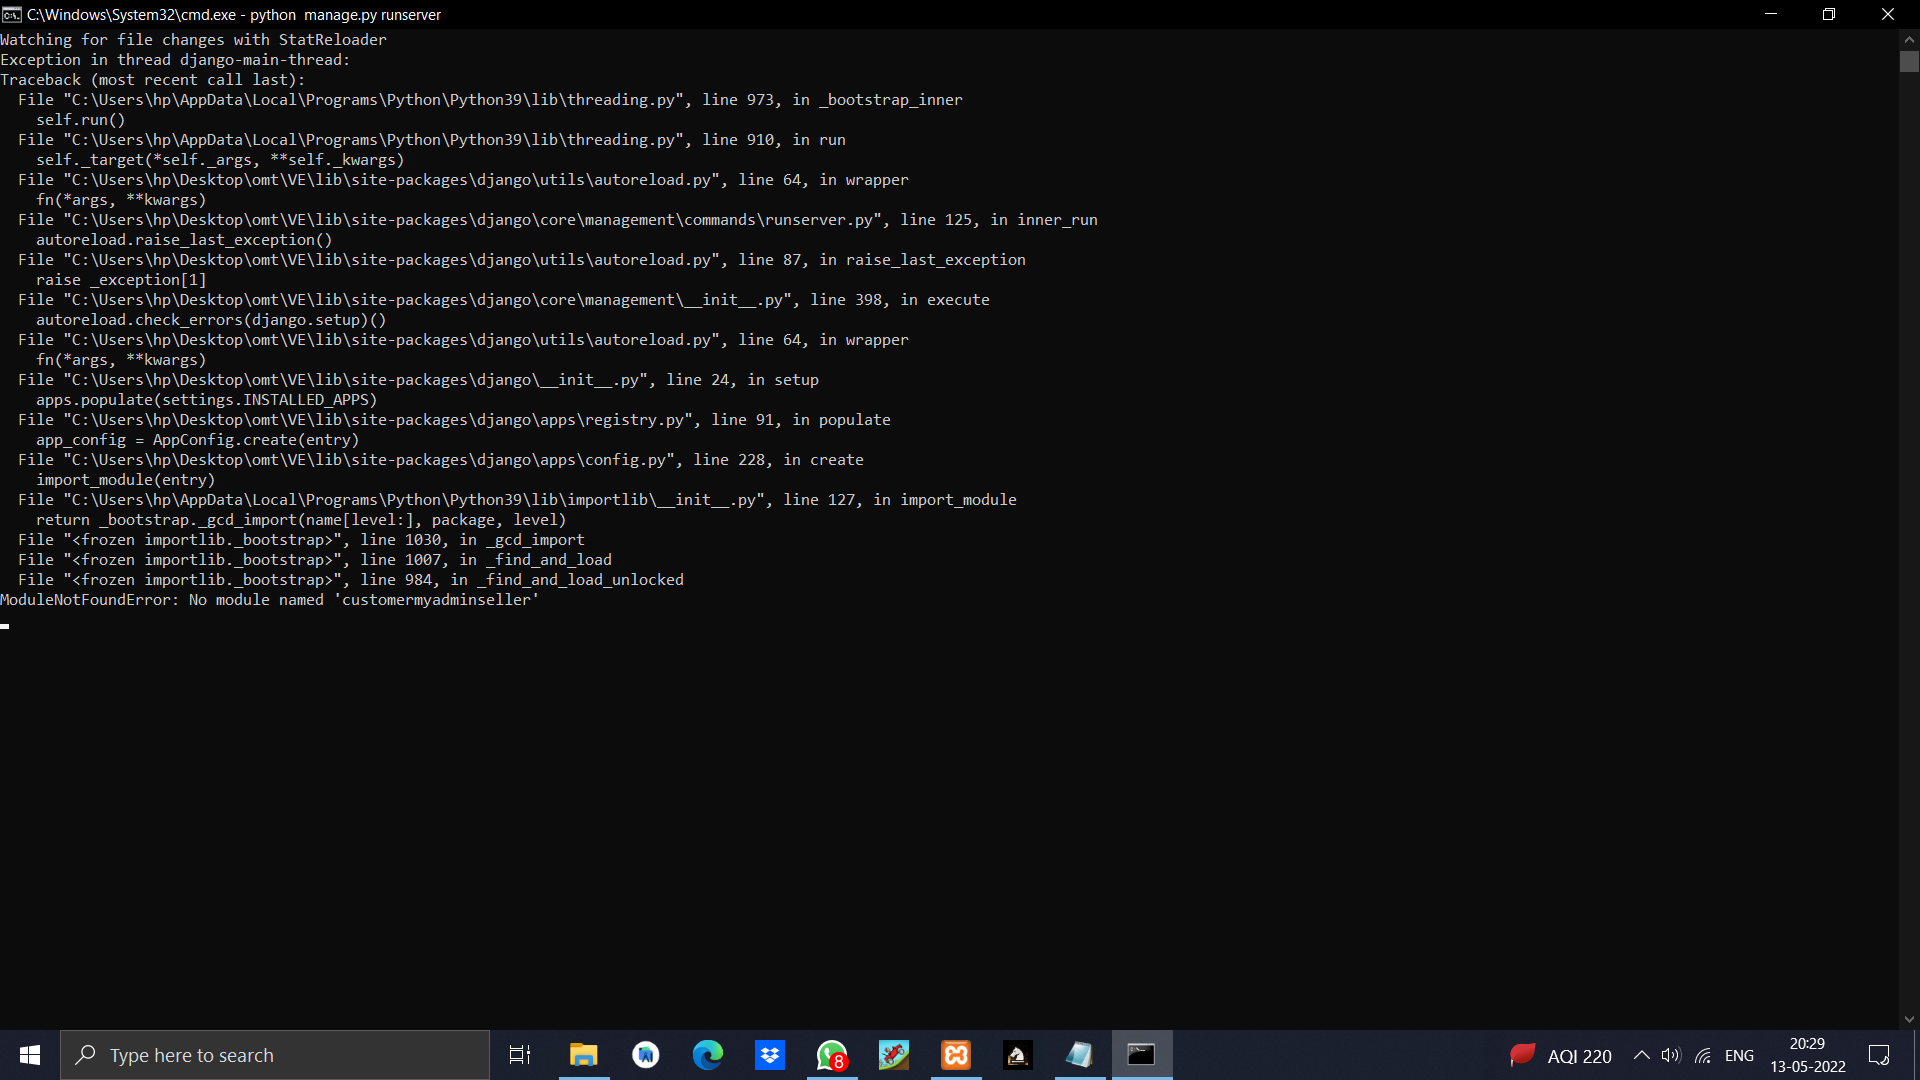 C:\Windows\System32\cmd.exe - python  manage.py runserver
Watching for file changes with StatReloader
Exception in thread django-main-thread:
Traceback (most recent call last):
  File "C:\Users\hp\AppData\Local\Programs\Python\Python39\lib\threading.py", line 973, in _bootstrap_inner
    self.run()
  File "C:\Users\hp\AppData\Local\Programs\Python\Python39\lib\threading.py", line 910, in run
    self._target(*self._args, **self._kwargs)
  File "C:\Users\hp\Desktop\omt\VE\lib\site-packages\django\utils\autoreload.py", line 64, in wrapper
    fn(*args, **kwargs)
  File "C:\Users\hp\Desktop\omt\VE\lib\site-packages\django\core\management\commands\runserver.py", line 125, in inner_run
    autoreload.raise_last_exception()
  File "C:\Users\hp\Desktop\omt\VE\lib\site-packages\django\utils\autoreload.py", line 87, in raise_last_exception
    raise _exception[1]
  File "C:\Users\hp\Desktop\omt\VE\lib\site-packages\django\core\management\__init__.py", line 398, in execute
    autoreload.check_errors(django.setup)()
  File "C:\Users\hp\Desktop\omt\VE\lib\site-packages\django\utils\autoreload.py", line 64, in wrapper
    fn(*args, **kwargs)
  File "C:\Users\hp\Desktop\omt\VE\lib\site-packages\django\__init__.py", line 24, in setup
    apps.populate(settings.INSTALLED_APPS)
  File "C:\Users\hp\Desktop\omt\VE\lib\site-packages\django\apps\registry.py", line 91, in populate
    app_config = AppConfig.create(entry)
  File "C:\Users\hp\Desktop\omt\VE\lib\site-packages\django\apps\config.py", line 228, in create
    import_module(entry)
  File "C:\Users\hp\AppData\Local\Programs\Python\Python39\lib\importlib\__init__.py", line 127, in import_module
    return _bootstrap._gcd_import(name[level:], package, level)
  File "<frozen importlib._bootstrap>", line 1030, in _gcd_import
  File "<frozen importlib._bootstrap>", line 1007, in _find_and_load
  File "<frozen importlib._bootstrap>", line 984, in _find_and_load_unlocked
ModuleNotFoundError: No module named 'customermyadminseller'
Type here to search
8
AQI 220
ENG
20:29
13-05-2022